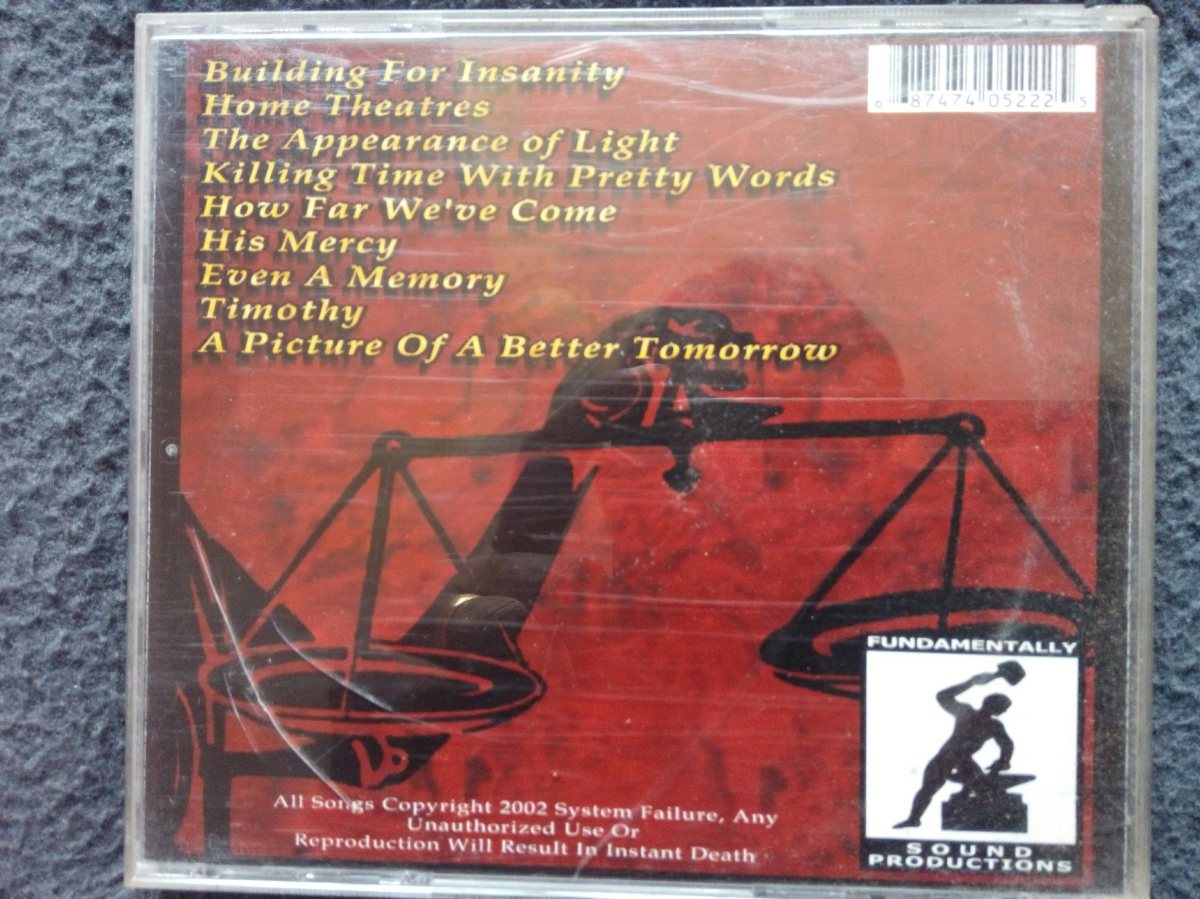 Building For Insanity
Home Theatres
The Appearance of Light
Killing Time With Pretty Words
How Far We've Come
His Mercy
Even A Memory
Timothy
A Picture Of A Better Tomorrow
6 87474 05222 5
FUNDAMENTALLY
SOUND
PRODUCTIONS
All Songs Copyright 2002 System Failure, Any
Unauthorized Use Or
Reproduction Will Result In Instant Death